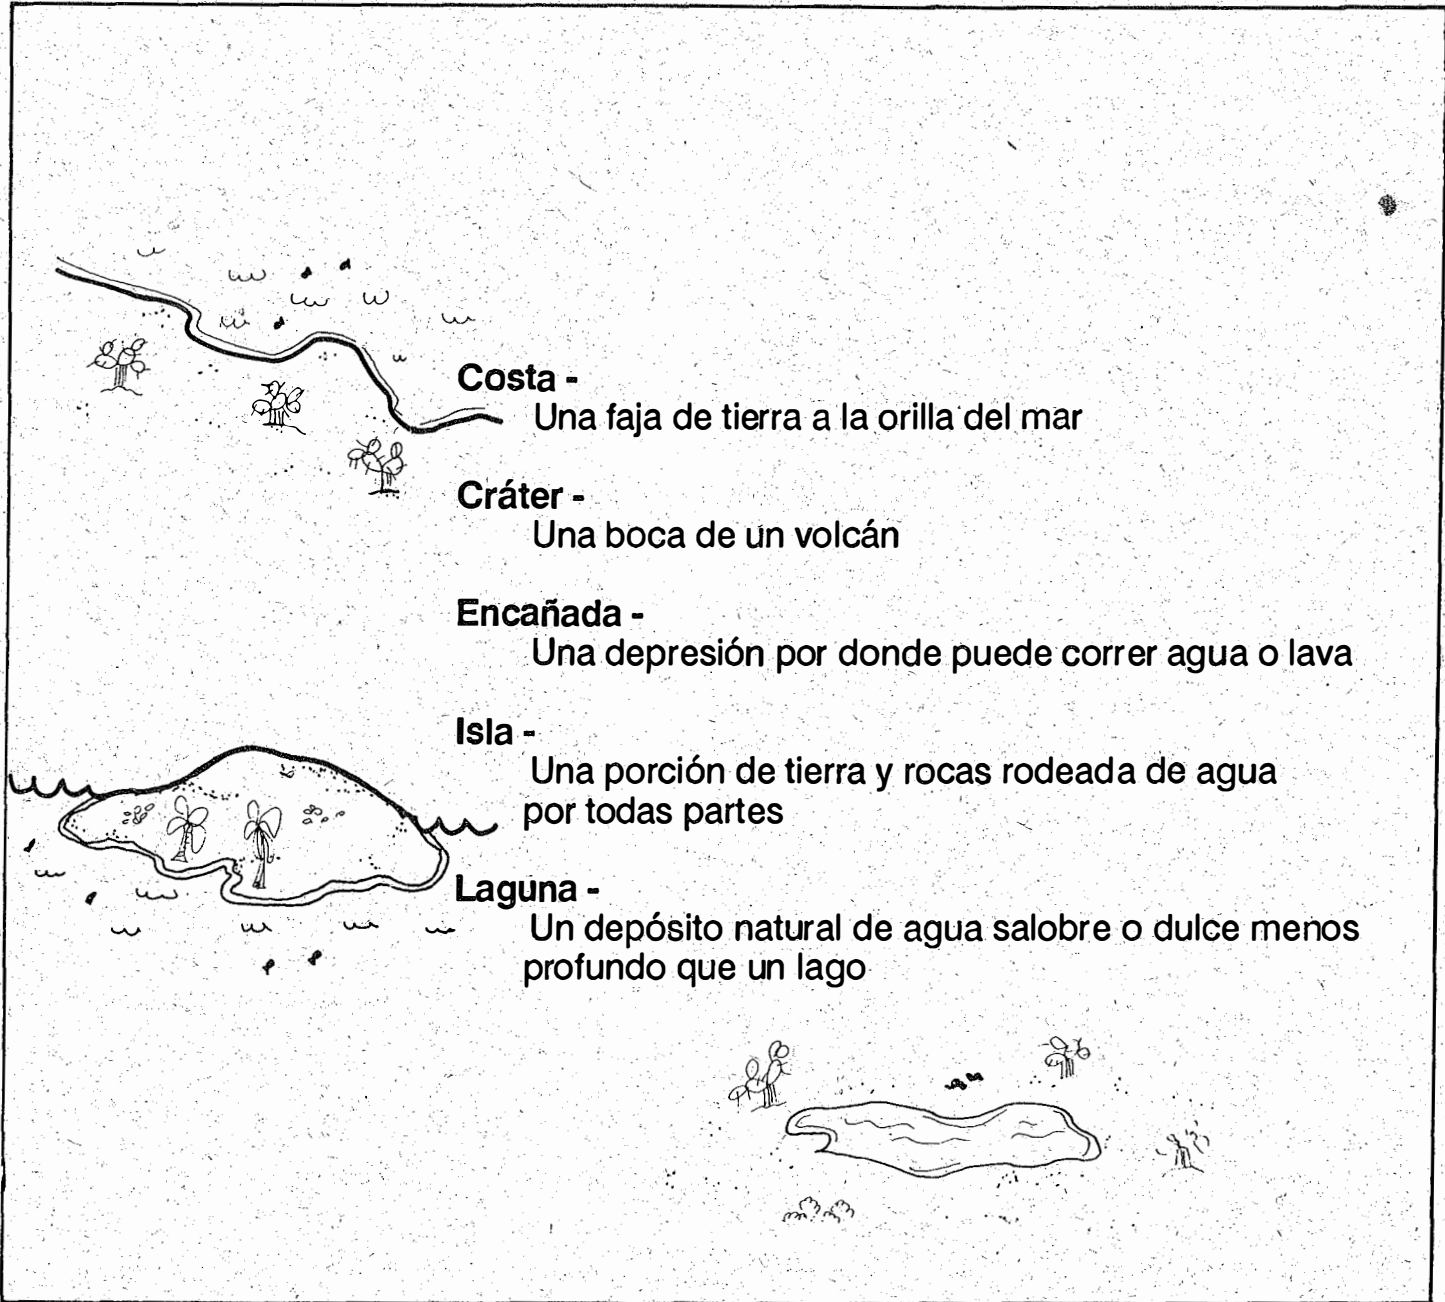 Costa -
Una faja de tierra a la orilla del mar
Cráter -
Una boca de un volcán
Encañada -
Una depresión por donde puede correr agua o lava
Isla -
Una porción de tierra y rocas rodeada de agua
por todas partes
Laguna -
Un depósito natural de agua salobre o dulce menos
profundo que un lago